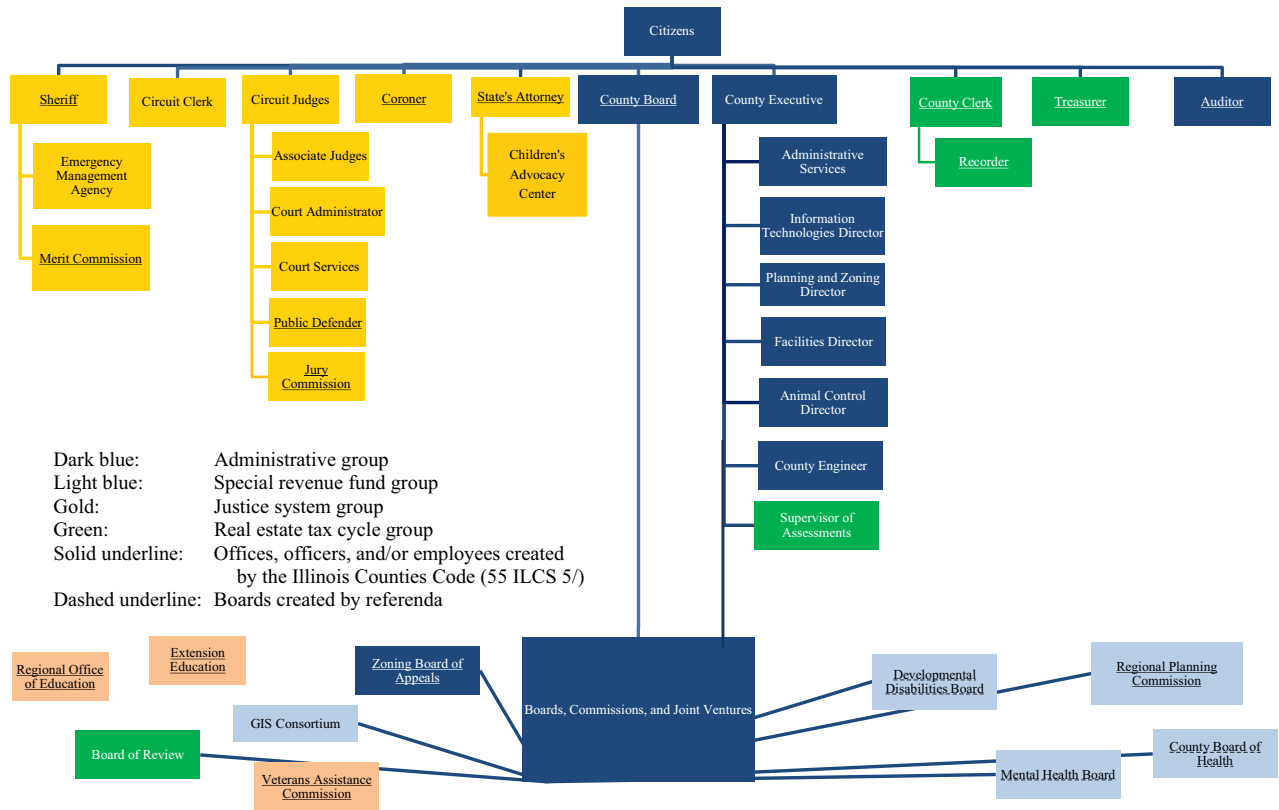 Citizens
Sheriff
Circuit Clerk
Circuit Judges
Coroner
State's Attorney
County Board
County Executive
County Clerk
Treasurer
Auditor
Emergency
Management
Agency
Merit Commission
Associate Judges
Court Administrator
Court Services
Public Defender
Jury
Commission
Children's
Advocacy
Center
Administrative
Services
Information
Technologies Director
Planning and Zoning
Director
Facilities Director
Animal Control
Director
County Engineer
Supervisor of
Assessments
Recorder
Dark blue: Administrative group
Light blue: Special revenue fund group
Gold: Justice system group
Green: Real estate tax cycle group
Solid underline: Offices, officers, and/or employees created
by the Illinois Counties Code (55 ILCS 5/)
Dashed underline: Boards created by referenda
Regional Office
of Education
Extension
Education
Zoning Board of
Appeals
GIS Consortium
Board of Review
Veterans Assistance
Commission
Boards, Commissions, and Joint Ventures
Developmental
Disabilities Board
Regional Planning
Commission
County Board of
Health
Mental Health Board